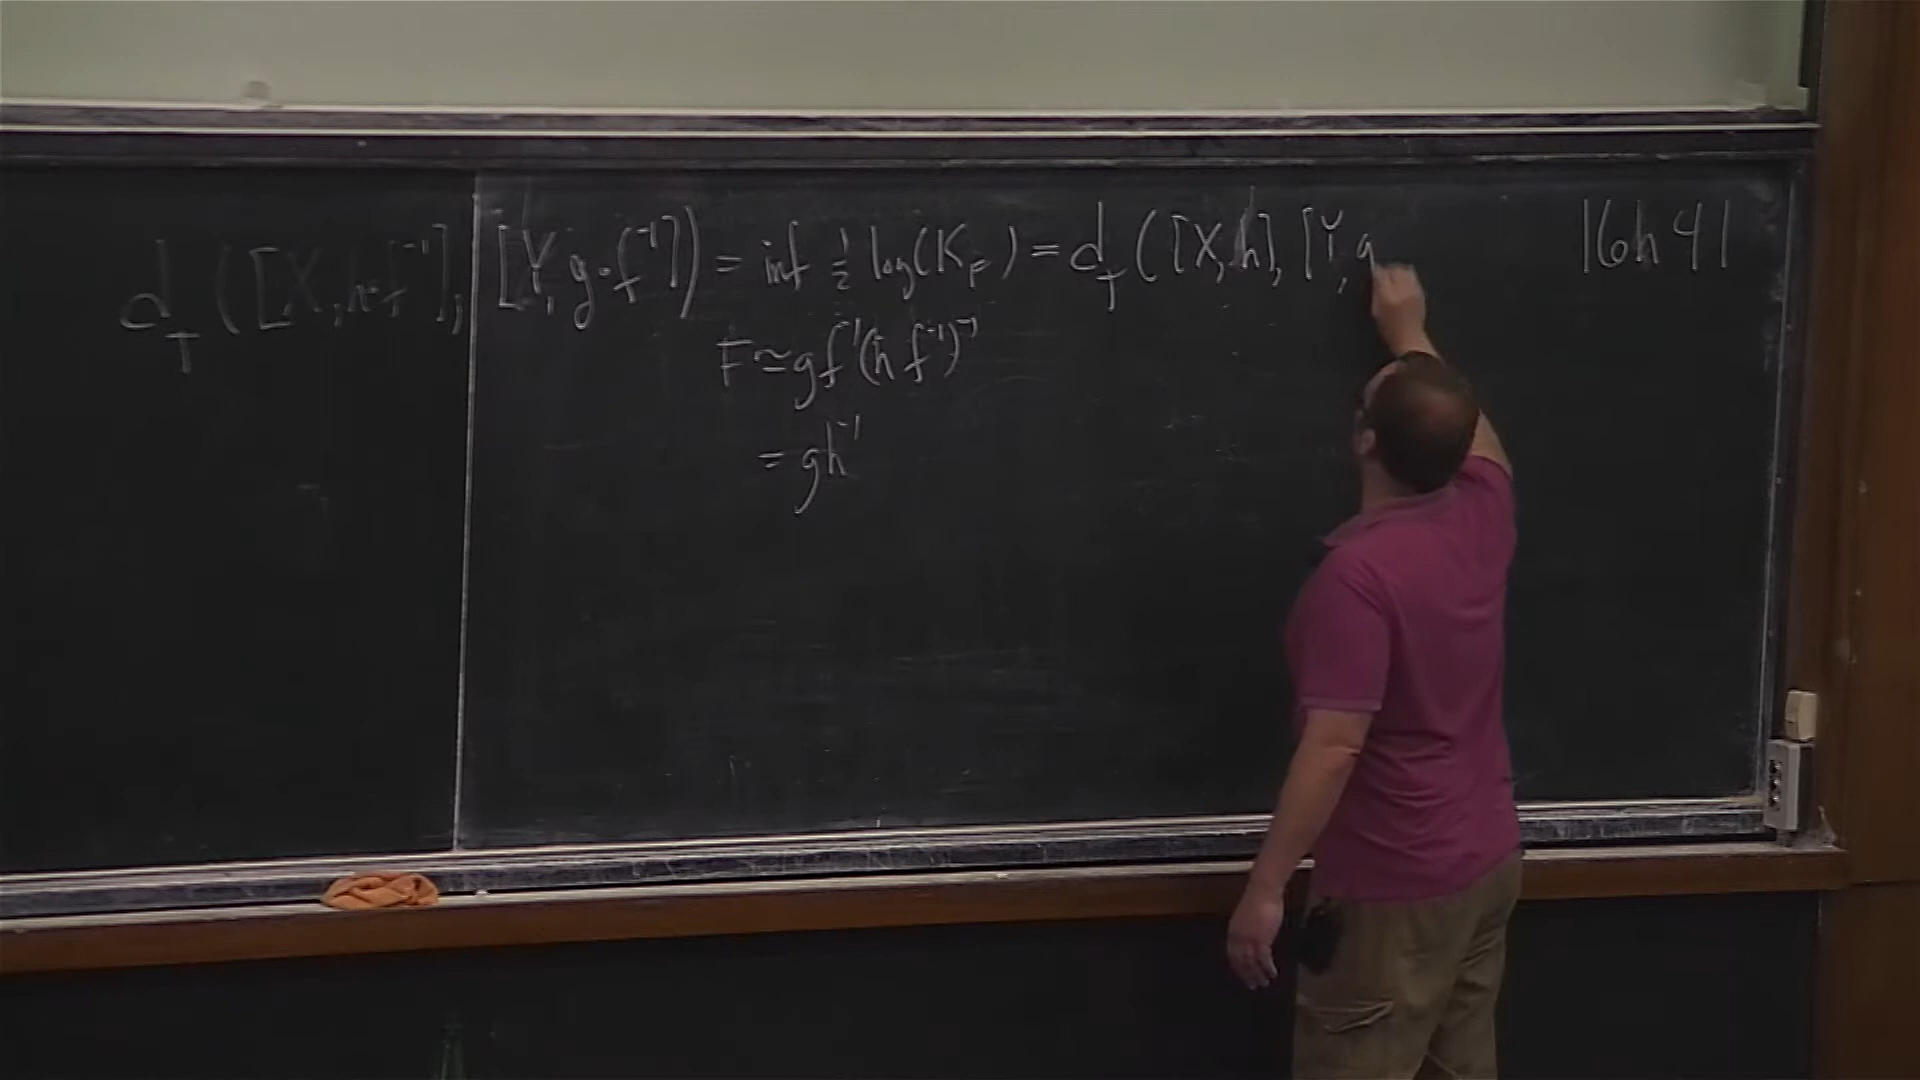 d_T([X, h∘f^{-1}], [Y, g∘f^{-1}]) = inf ½ log(K_F) = d_T([X, h], [Y, g
16h41
F ≃ gf^{-1}(hf^{-1})^{-1}
= gh^{-1}